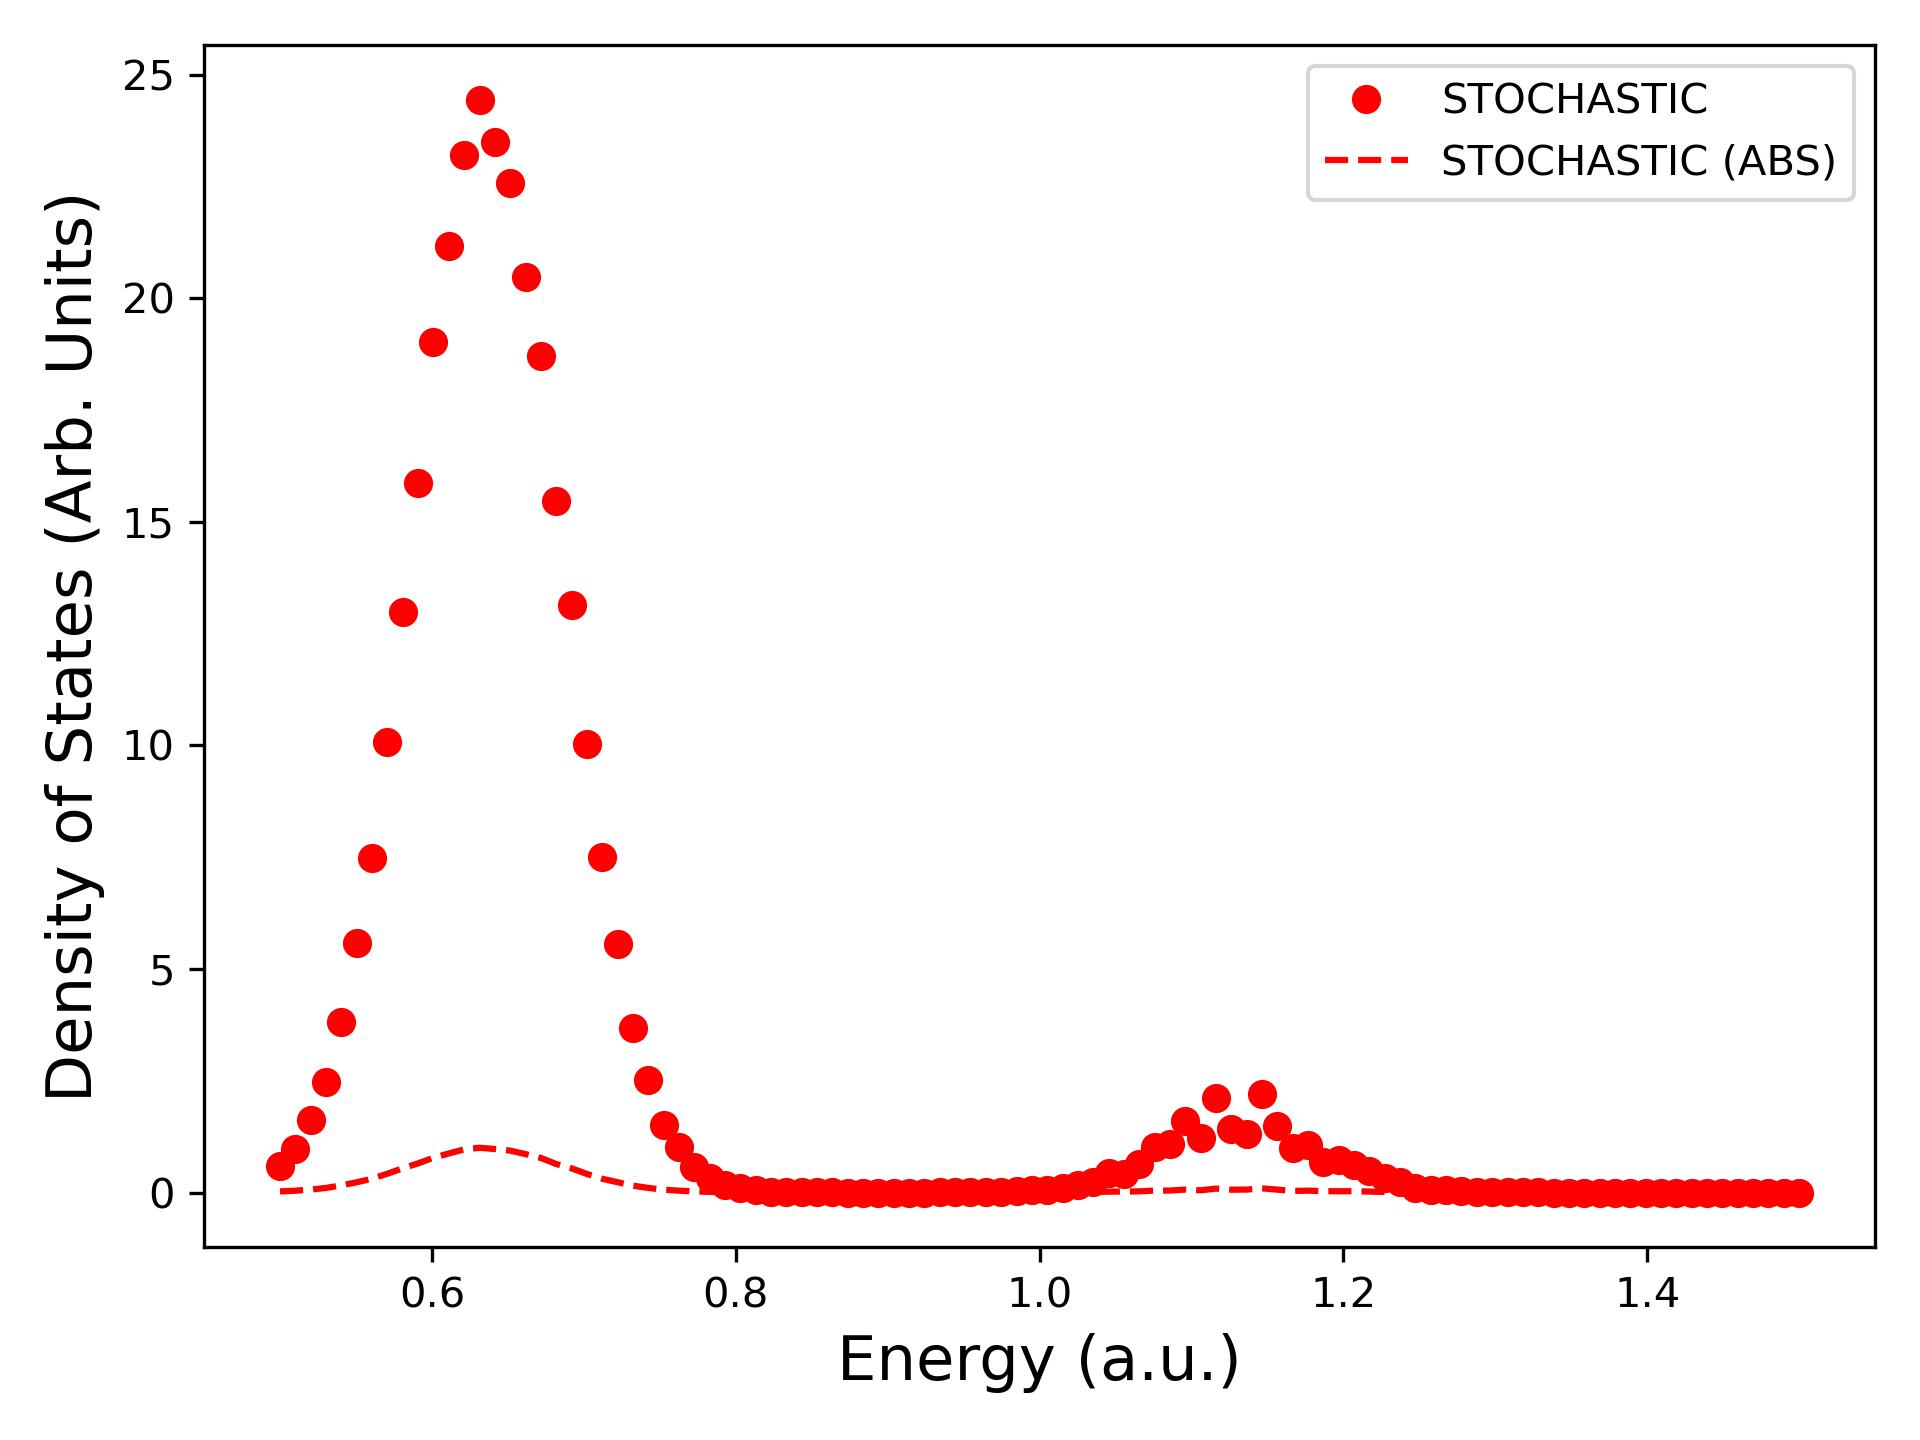 25
20
15
10
5
0
0.6 0.8 1.0 1.2 1.4
Density of States (Arb. Units)
Energy (a.u.)
STOCHASTIC
STOCHASTIC (ABS)